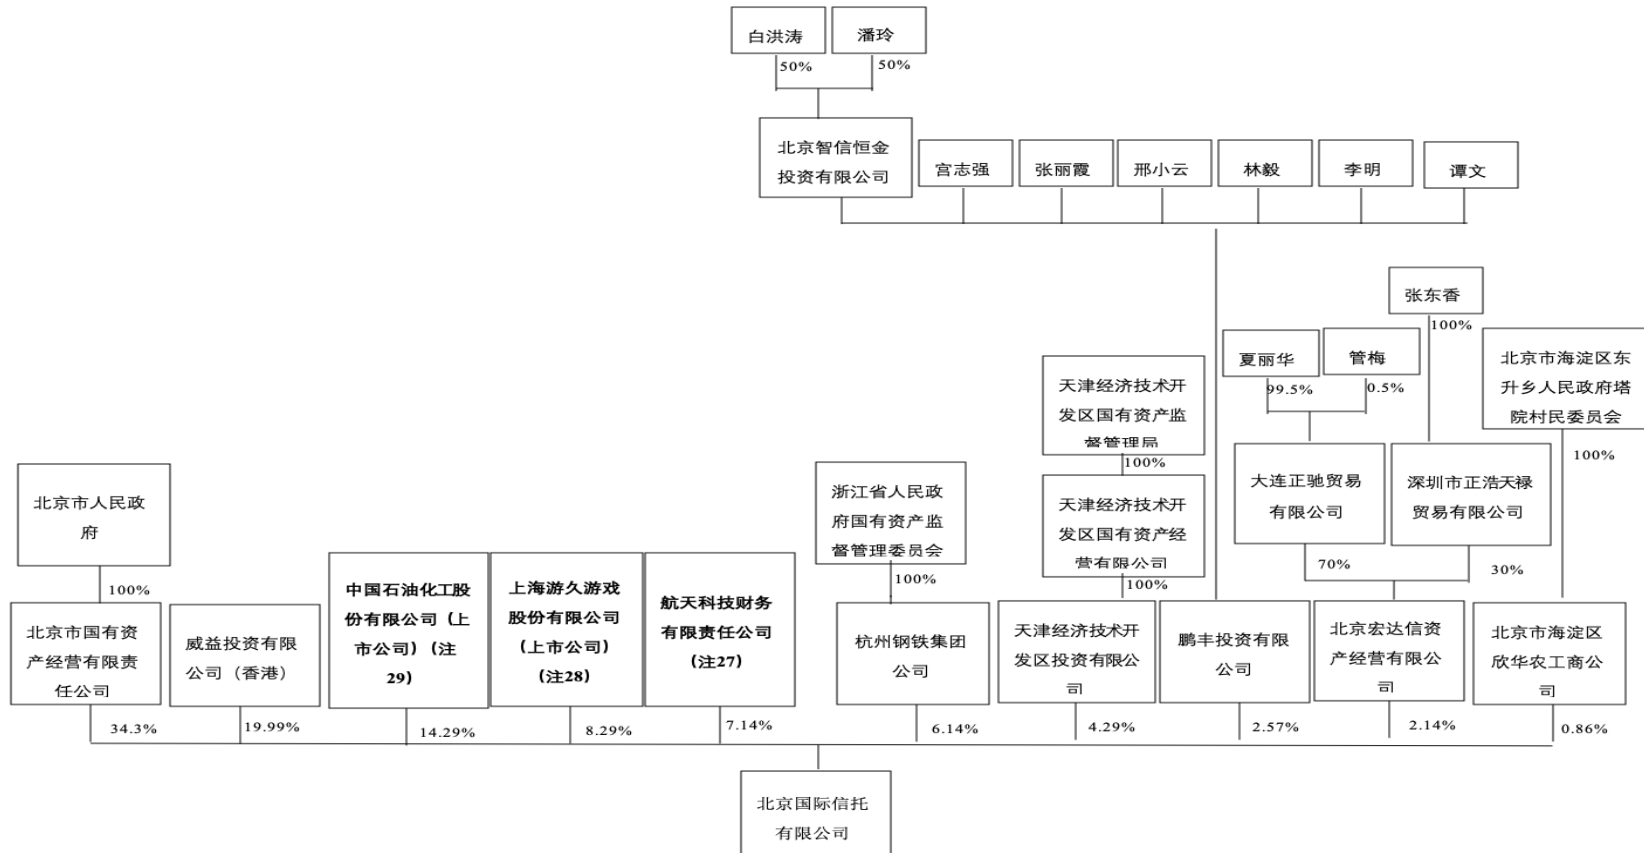 白洪涛
潘玲
50%
50%
北京智信恒金
投资有限公司
宫志强
张丽霞
邢小云
林毅
李明
谭文
张东香
100%
夏丽华
管梅
99.5%
0.5%
北京市海淀区东
升乡人民政府塔
院村民委员会
100%
天津经济技术开
发区国有资产监
督管理局
100%
大连正驰贸易
有限公司
深圳市正浩天禄
贸易有限公司
70%
30%
北京市人民政
府
100%
浙江省人民政
府国有资产监
督管理委员会
100%
天津经济技术开
发区国有资产经
营有限公司
100%
北京市国有资
产经营有限责
任公司
威益投资有限
公司（香港）
中国石油化工股
份有限公司（上
市公司）（注
29）
上海游久游戏
股份有限公司
（上市公司）
（注28）
航天科技财务
有限责任公司
（注27）
杭州钢铁集团
公司
天津经济技术开
发区投资有限公
司
鹏丰投资有限
公司
北京宏达信资
产经营有限公
司
北京市海淀区
欣华农工商公
司
34.3%
19.99%
14.29%
8.29%
7.14%
6.14%
4.29%
2.57%
2.14%
0.86%
北京国际信托
有限公司